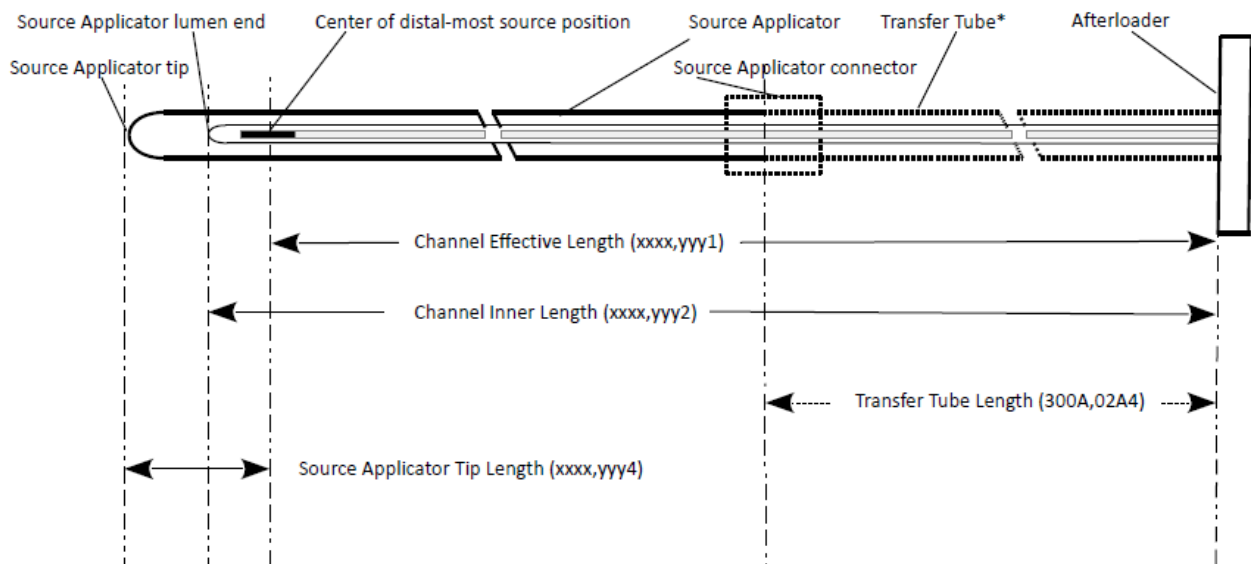 Source Applicator lumen end
Center of distal-most source position
Source Applicator
Transfer Tube*
Afterloader
Source Applicator tip
Source Applicator connector
Channel Effective Length (xxxx,yyy1)
Channel Inner Length (xxxx,yyy2)
Transfer Tube Length (300A,02A4)
Source Applicator Tip Length (xxxx,yyy4)